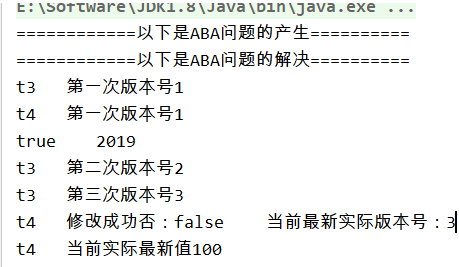 E:\Software\JDK1.8\Java\bin\java.exe ...
============以下是ABA问题的产生==========
============以下是ABA问题的解决==========
t3 第一次版本号1
t4 第一次版本号1
true 2019
t3 第二次版本号2
t3 第三次版本号3
t4 修改成功否：false 当前最新实际版本号：3
t4 当前实际最新值100